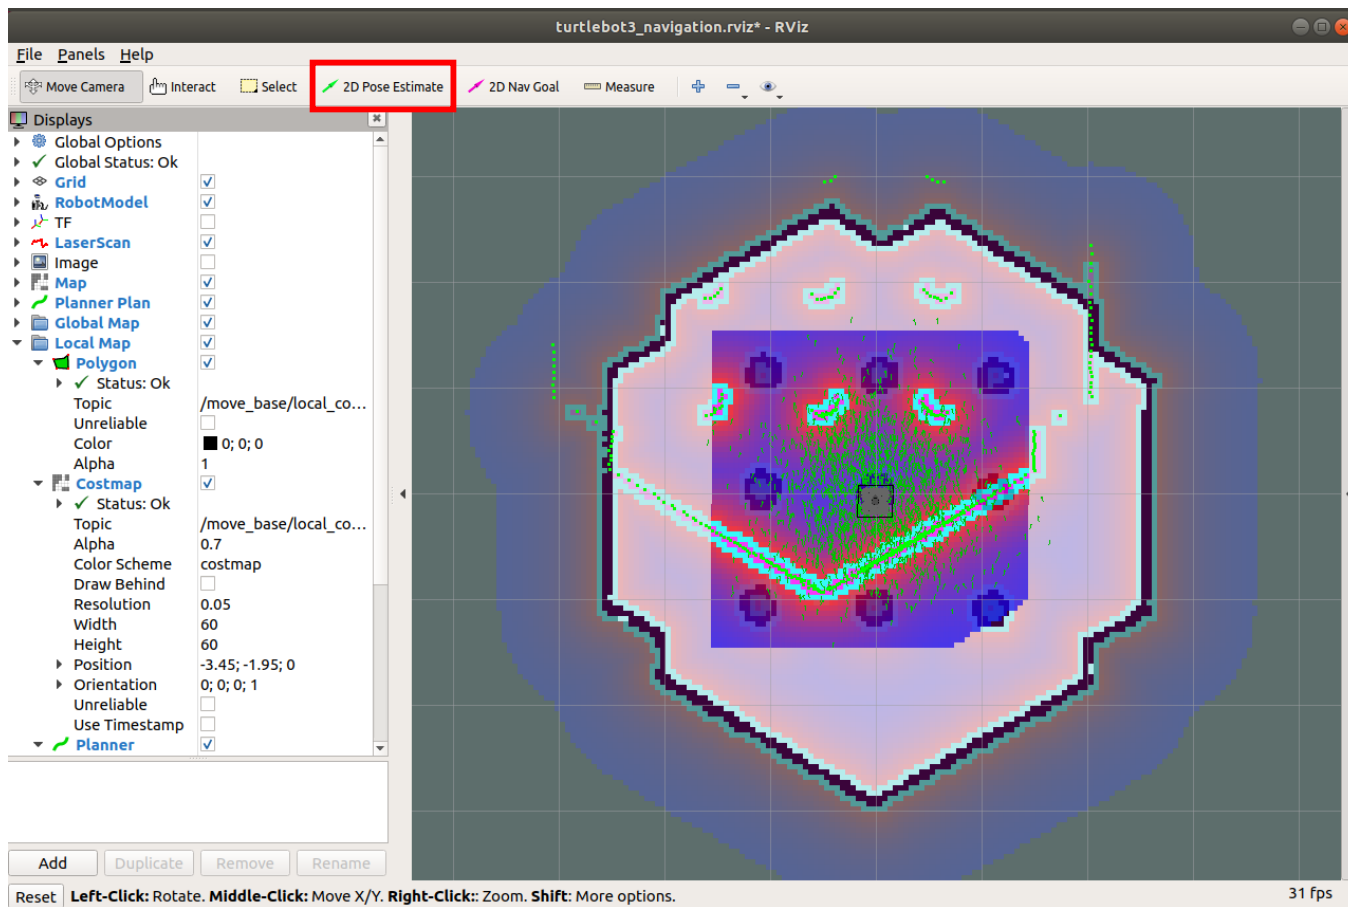 turtlebot3_navigation.rviz* - RViz
File Panels Help
Move Camera Interact Select 2D Pose Estimate 2D Nav Goal Measure
Displays
Global Options
Global Status: Ok
Grid
RobotModel
TF
LaserScan
Image
Map
Planner Plan
Global Map
Local Map
Polygon
Status: Ok
Topic /move_base/local_co...
Unreliable
Color 0; 0; 0
Alpha 1
Costmap
Status: Ok
Topic /move_base/local_co...
Alpha 0.7
Color Scheme costmap
Draw Behind
Resolution 0.05
Width 60
Height 60
Position -3.45; -1.95; 0
Orientation 0; 0; 0; 1
Unreliable
Use Timestamp
Planner
Add Duplicate Remove Rename
Reset Left-Click: Rotate. Middle-Click: Move X/Y. Right-Click:: Zoom. Shift: More options. 31 fps